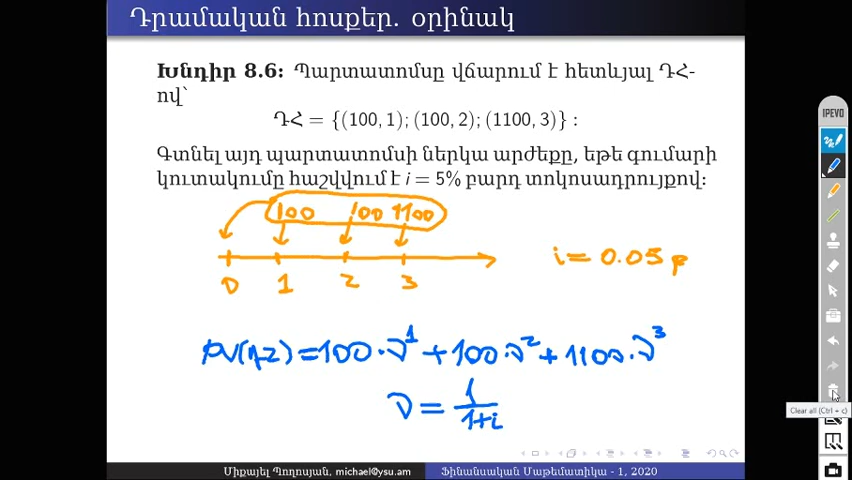 Դրամական հոսքեր. օրինակ
IPEVO
Խնդիր 8.6: Պարտատոմսը վճարում է հետևյալ ԴՀ-
ով՝
ԴՀ = {(100, 1); (100, 2); (1100, 3)} :
Գտնել այդ պարտատոմսի ներկա արժեքը, եթե գումարի
կուտակումը հաշվվում է i = 5% բարդ տոկոսադրույքով:
100 100 1100
0 1 2 3
i = 0.05 բ
PV(ԴՀ) = 100·ν¹ + 100·ν² + 1100·ν³
ν = 1/(1+i)
Clear all (Ctrl + c)
Միքայել Պողոսյան, michael@ysu.am Ֆինանսական Մաթեմատիկա - 1, 2020